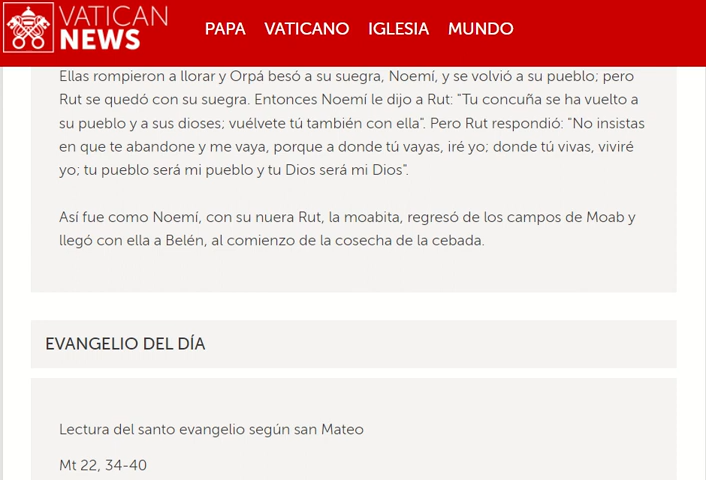 VATICAN
NEWS
PAPA VATICANO IGLESIA MUNDO
Ellas rompieron a llorar y Orpá besó a su suegra, Noemí, y se volvió a su pueblo; pero
Rut se quedó con su suegra. Entonces Noemí le dijo a Rut: "Tu concuña se ha vuelto a
su pueblo y a sus dioses; vuélvete tú también con ella". Pero Rut respondió: "No insistas
en que te abandone y me vaya, porque a donde tú vayas, iré yo; donde tú vivas, viviré
yo; tu pueblo será mi pueblo y tu Dios será mi Dios".
Así fue como Noemí, con su nuera Rut, la moabita, regresó de los campos de Moab y
llegó con ella a Belén, al comienzo de la cosecha de la cebada.
EVANGELIO DEL DÍA
Lectura del santo evangelio según san Mateo
Mt 22, 34-40